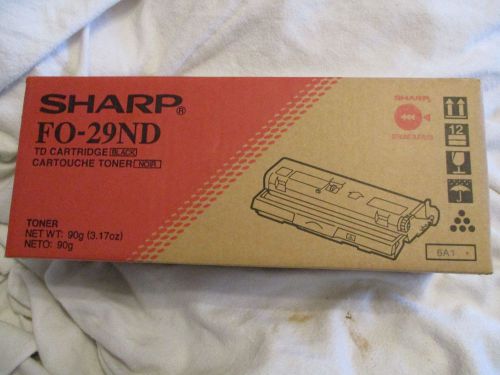 SHARP®
FO-29ND
TD CARTRIDGE BLACK
CARTOUCHE TONER NOIR
TONER
NET WT: 90g (3.17oz)
NETO: 90g
SHARP
12
6A1